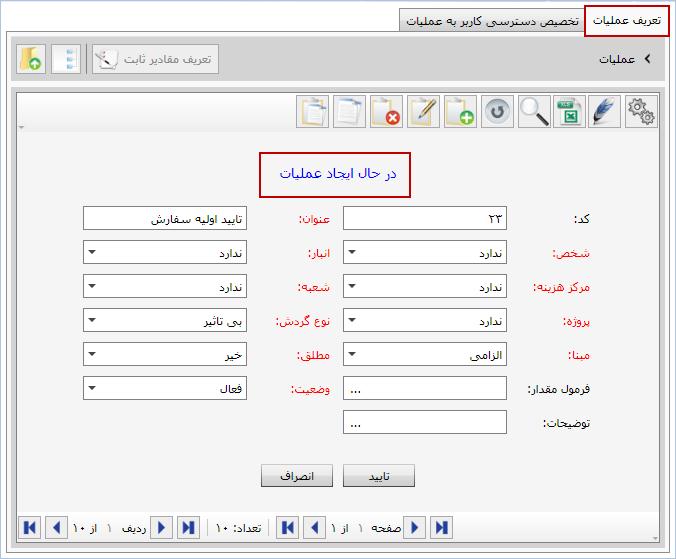 تعریف عملیات تخصیص دسترسی کاربر به عملیات
عملیات تعریف مقادیر ثابت
در حال ایجاد عملیات
کد: ۲۳ عنوان: تایید اولیه سفارش
شخص: ندارد انبار: ندارد
مرکز هزینه: ندارد شعبه: ندارد
پروژه: ندارد نوع گردش: بی تاثیر
مبنا: الزامی مطلق: خیر
فرمول مقدار: ... وضعیت: فعال
توضیحات: ...
تایید انصراف
صفحه ۱ از ۱ تعداد: ۱۰ ردیف ۱ از ۱۰